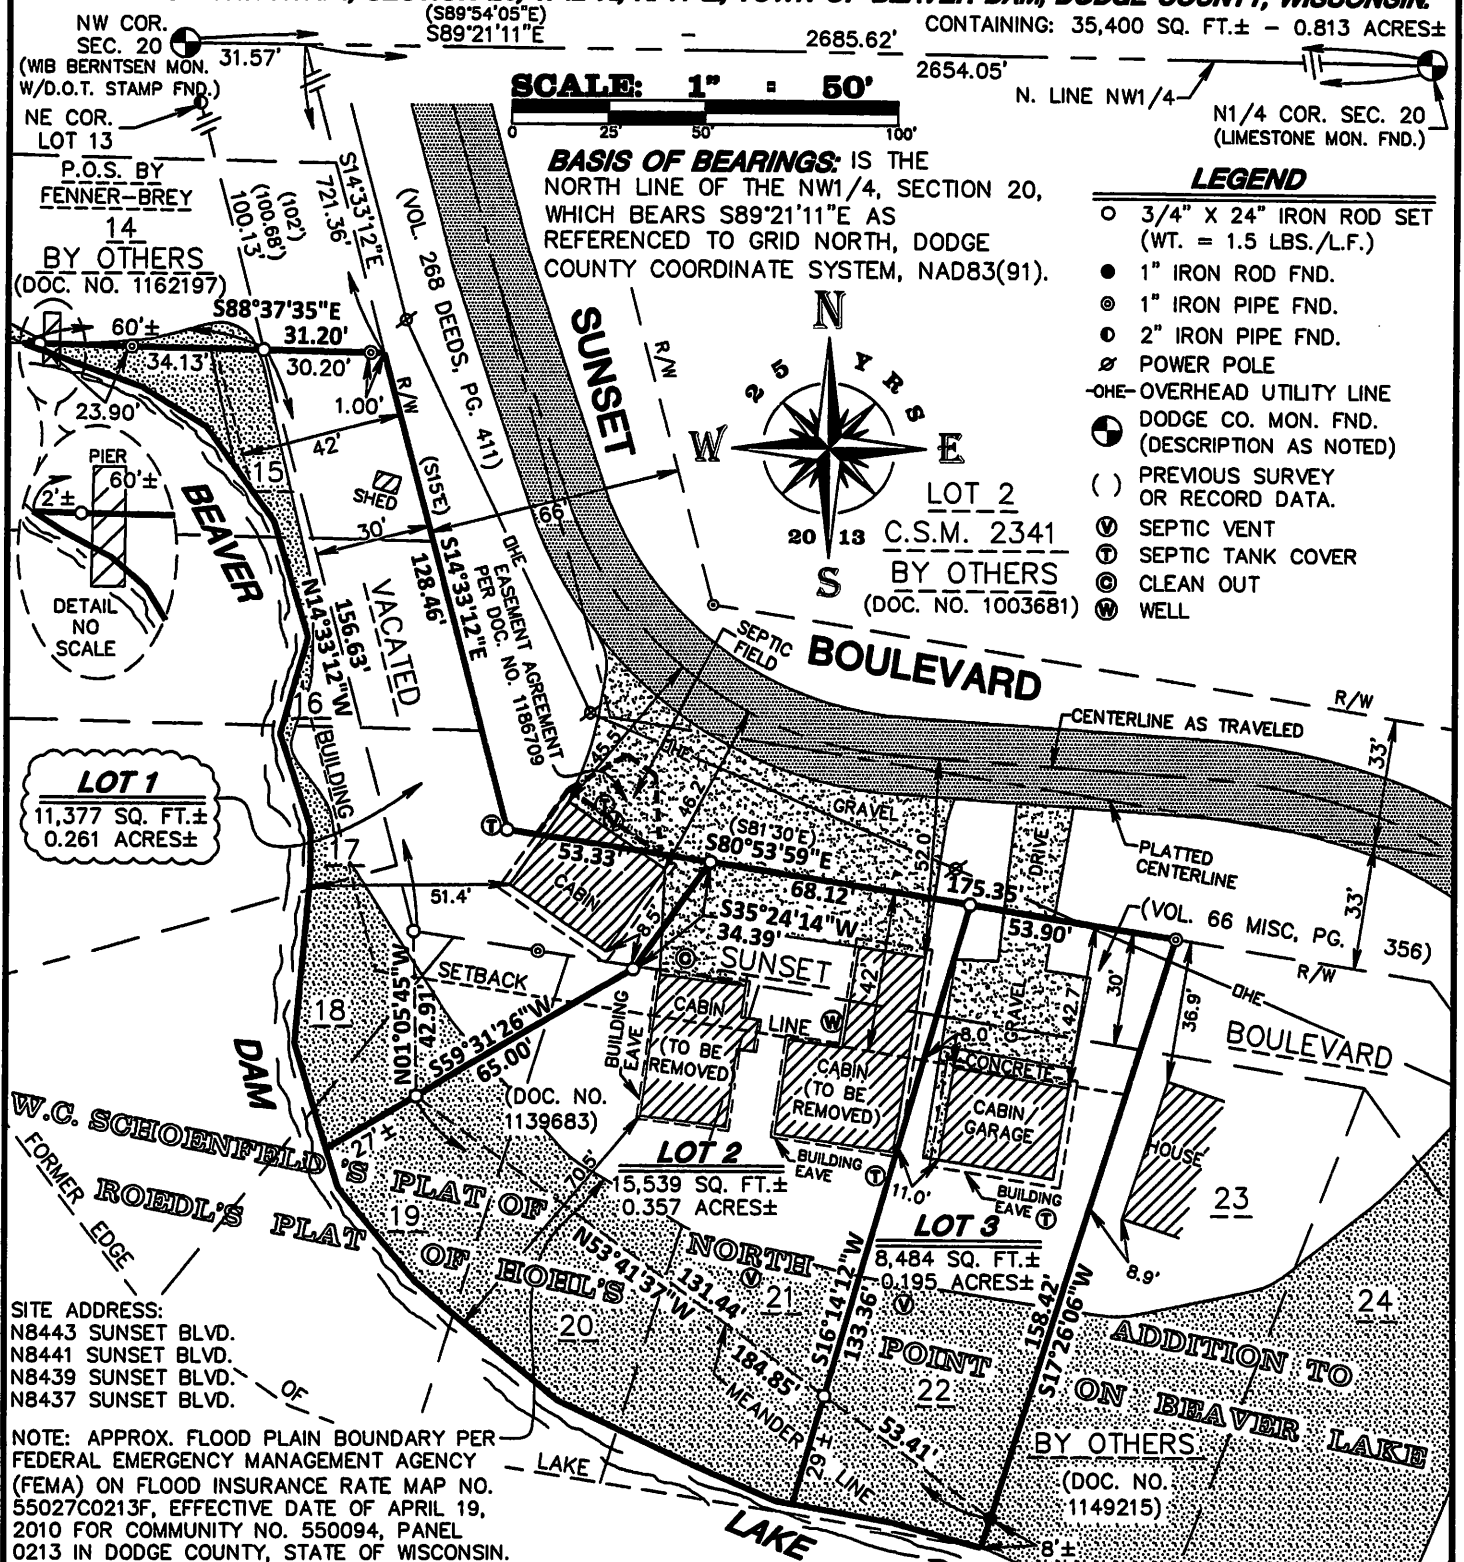 CONTAINING: 35,400 SQ. FT.± - 0.813 ACRES±
NW COR.
SEC. 20
(WIB BERNTSEN MON.
W/D.O.T. STAMP FND.)
31.57'
(S89°54'05"E)
S89°21'11"E
2685.62'
2654.05'
N. LINE NW1/4
N1/4 COR. SEC. 20
(LIMESTONE MON. FND.)
NE COR.
LOT 13
SCALE: 1" = 50'
0 25' 50' 100'
BASIS OF BEARINGS: IS THE
NORTH LINE OF THE NW1/4, SECTION 20,
WHICH BEARS S89°21'11"E AS
REFERENCED TO GRID NORTH, DODGE
COUNTY COORDINATE SYSTEM, NAD83(91).
LEGEND
3/4" X 24" IRON ROD SET
(WT. = 1.5 LBS./L.F.)
1" IRON ROD FND.
1" IRON PIPE FND.
2" IRON PIPE FND.
POWER POLE
-OHE- OVERHEAD UTILITY LINE
DODGE CO. MON. FND.
(DESCRIPTION AS NOTED)
( ) PREVIOUS SURVEY
OR RECORD DATA.
V SEPTIC VENT
T SEPTIC TANK COVER
C CLEAN OUT
W WELL
P.O.S. BY
FENNER-BREY
14
BY OTHERS
(DOC. NO. 1162197)
(102')
(100.68')
100.13'
S14°33'12"E
721.36'
(VOL. 268 DEEDS, PG. 411)
SUNSET
R/W
N
25 YRS
W
E
20 13
S
S88°37'35"E
31.20'
60'±
34.13'
30.20'
23.90'
1.00'
R/W
42'
15
PIER
60'±
2'±
DETAIL
NO
SCALE
BEAVER
SHED
30'
(S15°E)
S14°33'12"E
128.46'
66'
OHE
EASEMENT AGREEMENT
PER DOC. NO. 1186709
LOT 2
C.S.M. 2341
BY OTHERS
(DOC. NO. 1003681)
VACATED
156.63'
N14°33'12"W
SEPTIC
FIELD
BOULEVARD
R/W
CENTERLINE AS TRAVELED
33'
BUILDING
LOT 1
11,377 SQ. FT.±
0.261 ACRES±
46.5'
OHE
46.2'
GRAVEL
(S81°30'E)
S80°53'59"E
T
53.33'
CABIN
68.12'
52.0'
175.35'
DRIVE
PLATTED
CENTERLINE
33'
53.90'
(VOL. 66 MISC, PG. 356)
R/W
51.4'
8.5'
S35°24'14"W
34.39'
SETBACK
C
SUNSET
42'
N01°05'45"W
42.91'
S59°31'26"W
65.00'
BUILDING
EAVE
CABIN
(TO BE
REMOVED)
LINE
W
CABIN
(TO BE
REMOVED)
8.0'
GRAVEL
42.7'
30'
36.9'
OHE
BOULEVARD
CONCRETE
CABIN
GARAGE
HOUSE
18
DAM
(DOC. NO.
1139683)
27'±
70.5'
LOT 2
15,539 SQ. FT.±
0.357 ACRES±
BUILDING
EAVE
T
11.0'
BUILDING
EAVE
T
LOT 3
8,484 SQ. FT.±
0.195 ACRES±
V
23
8.9'
W.C. SCHOENFELD'S PLAT OF NORTH POINT ADDITION TO
ROEDL'S PLAT OF HOHL'S ON BEAVER LAKE
FORMER EDGE OF LAKE
19
20
V
21
22
24
N53°41'37"W
131.44'
184.85'
MEANDER LINE
S16°14'12"W
133.36'
158.42'
S17°26'06"W
53.41'
29'±
8'±
BY OTHERS
(DOC. NO.
1149215)
LAKE
SITE ADDRESS:
N8443 SUNSET BLVD.
N8441 SUNSET BLVD.
N8439 SUNSET BLVD.
N8437 SUNSET BLVD.
NOTE: APPROX. FLOOD PLAIN BOUNDARY PER
FEDERAL EMERGENCY MANAGEMENT AGENCY
(FEMA) ON FLOOD INSURANCE RATE MAP NO.
55027C0213F, EFFECTIVE DATE OF APRIL 19,
2010 FOR COMMUNITY NO. 550094, PANEL
0213 IN DODGE COUNTY, STATE OF WISCONSIN.